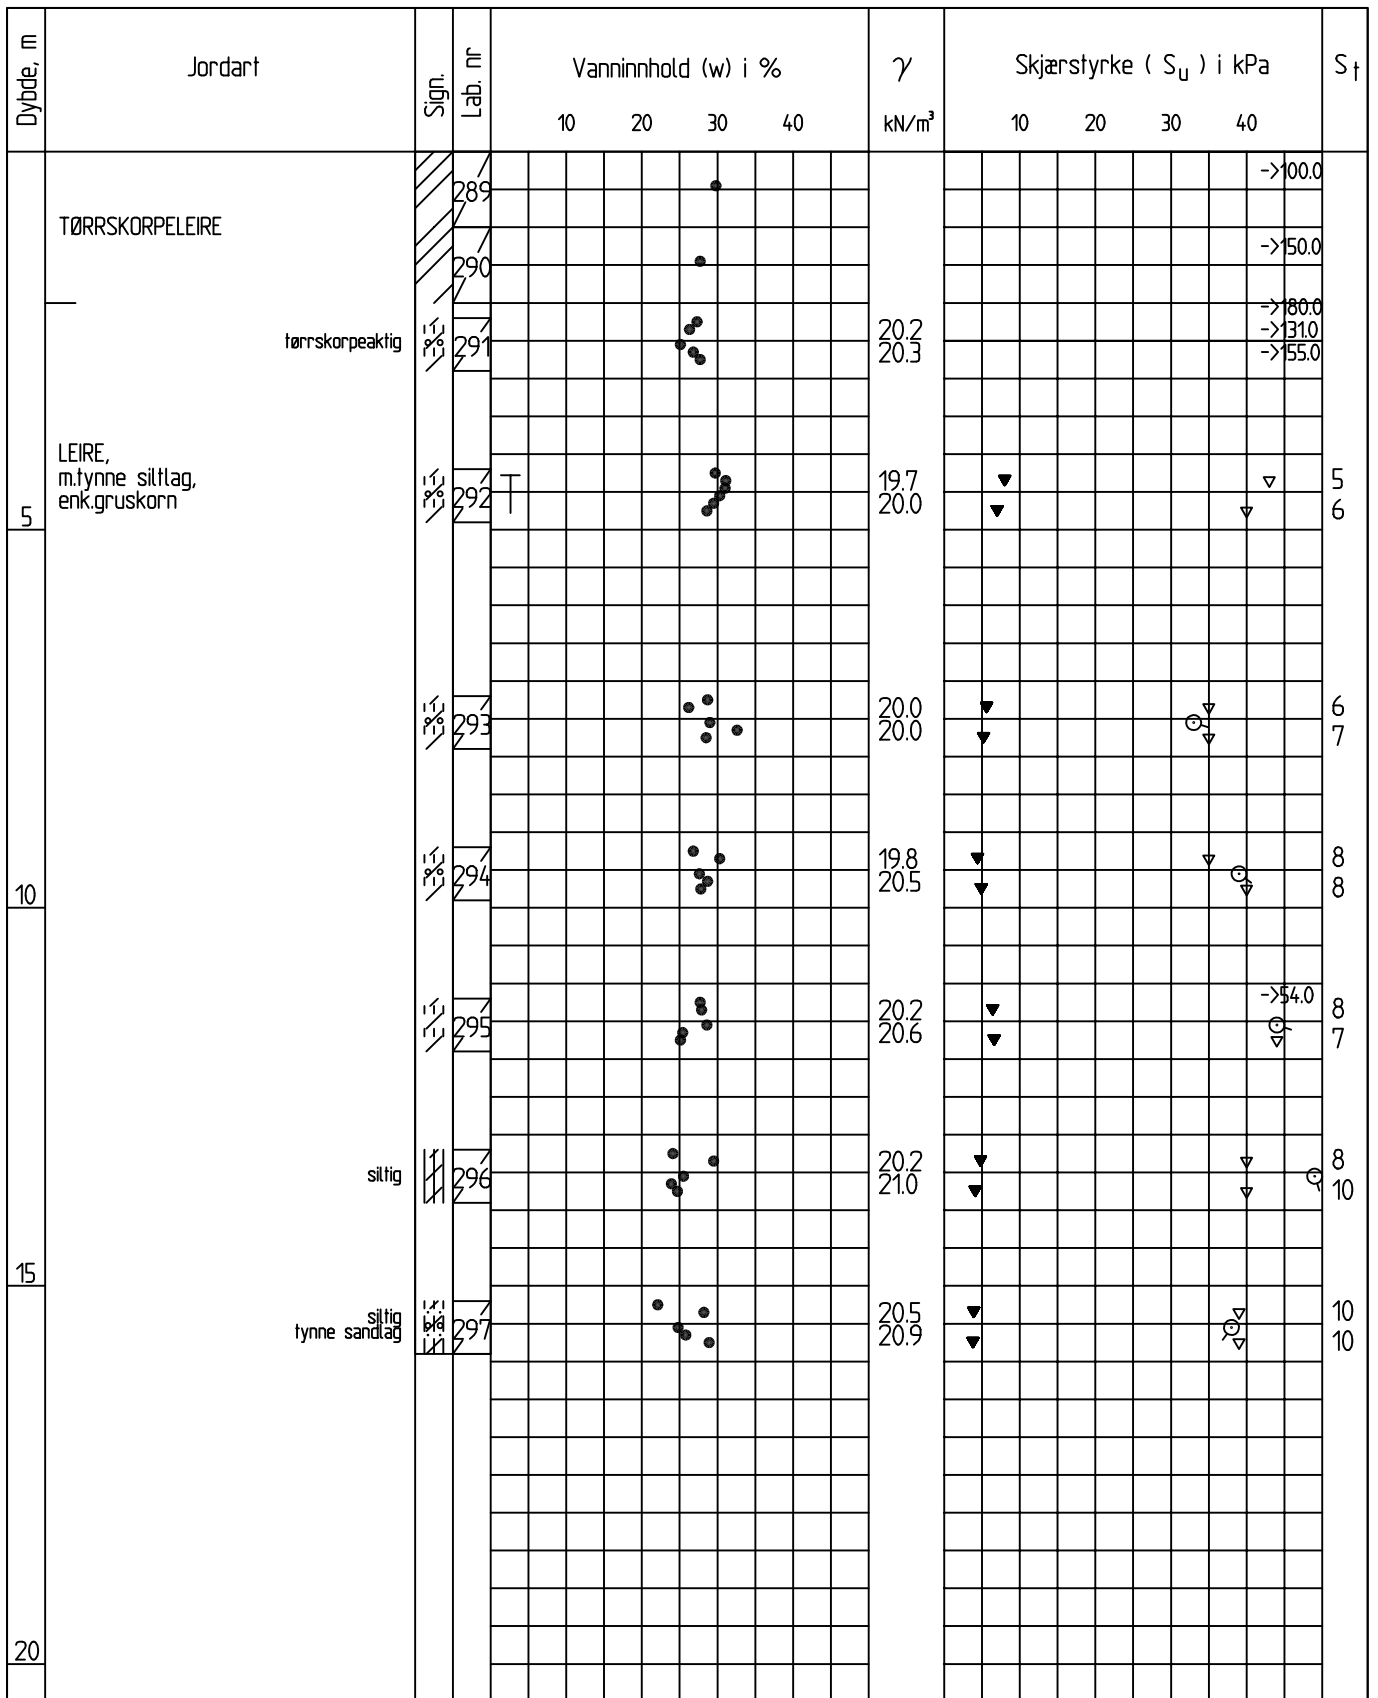 Dybde, m
Jordart
Sign.
Lab. nr
Vanninnhold (w) i %
10 20 30 40
γ
kN/m³
Skjærstyrke ( Su ) i kPa
10 20 30 40
St
289
->100.0
TØRRSKORPELEIRE
290
->150.0
->180.0
tørrskorpeaktig
291
20.2
20.3
->131.0
->155.0
LEIRE,
m.tynne siltlag,
enk.gruskorn
292
19.7
20.0
5
6
5
293
20.0
20.0
6
7
294
19.8
20.5
8
8
10
295
20.2
20.6
->54.0
8
7
siltig
296
20.2
21.0
8
10
15
siltig
tynne sandlag
297
20.5
20.9
10
10
20